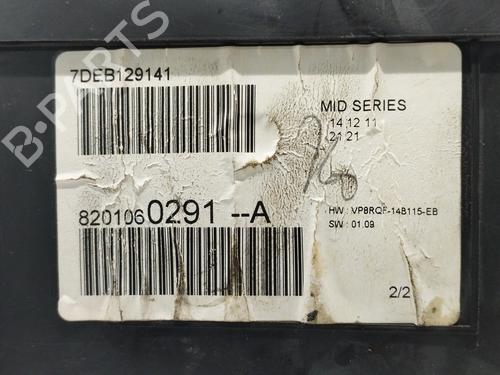 7DEB129141
MID SERIES
14.12.11
21:21
8201060291 --A
HW : VP8RQF-14B115-EB
SW : 01.09
2/2
B-PARTS